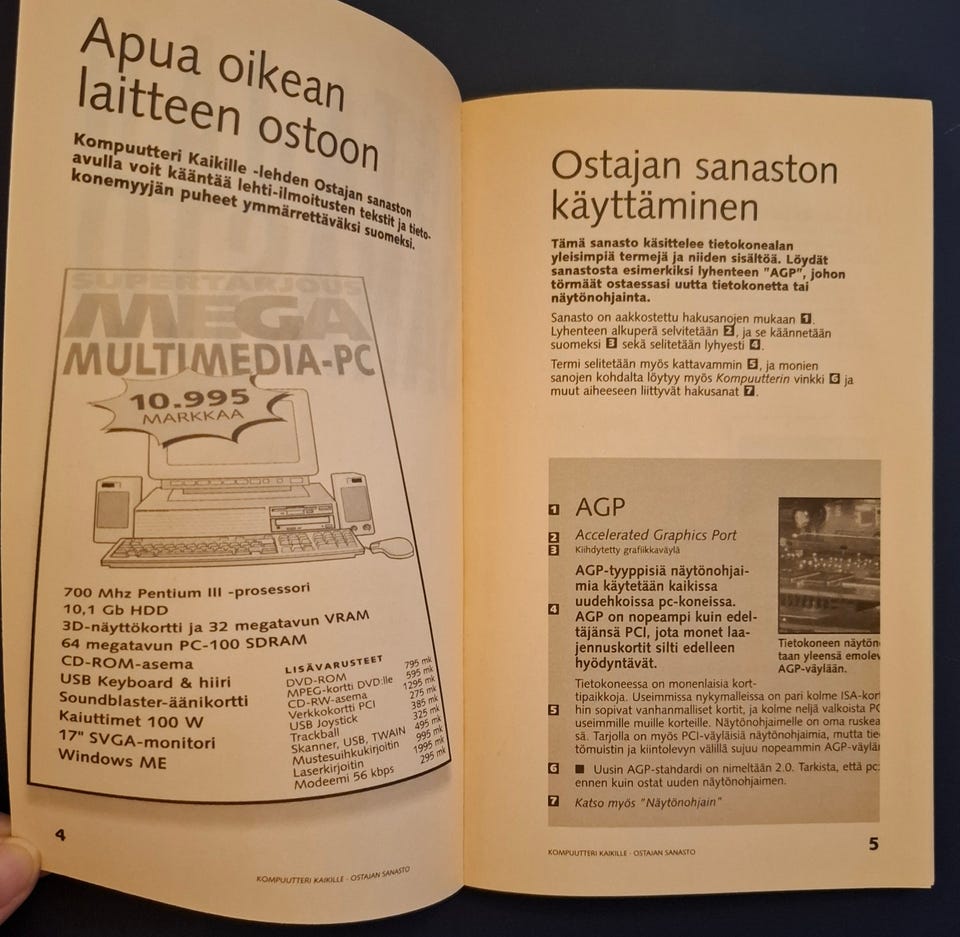 Apua oikean
laitteen ostoon
Kompuutteri Kaikille -lehden Ostajan sanaston
avulla voit kääntää lehti-ilmoitusten tekstit ja tieto-
konemyyjän puheet ymmärrettäväksi suomeksi.
SUPERTARJOUS
MEGA
MULTIMEDIA-PC
10.995
MARKKAA
700 Mhz Pentium III -prosessori
10,1 Gb HDD
3D-näyttökortti ja 32 megatavun VRAM
64 megatavun PC-100 SDRAM
CD-ROM-asema
USB Keyboard & hiiri
Soundblaster-äänikortti
Kaiuttimet 100 W
17" SVGA-monitori
Windows ME
LISÄVARUSTEET
DVD-ROM 795 mk
MPEG-kortti DVD:lle 595 mk
CD-RW-asema 1295 mk
Verkkokortti PCI 275 mk
USB Joystick 385 mk
Trackball 325 mk
Skanner, USB, TWAIN 495 mk
Mustesuihkukirjoitin 995 mk
Laserkirjoitin 1995 mk
Modeemi 56 kbps 295 mk
4
KOMPUUTTERI KAIKILLE · OSTAJAN SANASTO
Ostajan sanaston
käyttäminen
Tämä sanasto käsittelee tietokonealan
yleisimpiä termejä ja niiden sisältöä. Löydät
sanastosta esimerkiksi lyhenteen "AGP", johon
törmäät ostaessasi uutta tietokonetta tai
näytönohjainta.
Sanasto on aakkostettu hakusanojen mukaan 1.
Lyhenteen alkuperä selvitetään 2, ja se käännetään
suomeksi 3 sekä selitetään lyhyesti 4.
Termi selitetään myös kattavammin 5, ja monien
sanojen kohdalta löytyy myös Kompuutterin vinkki 6 ja
muut aiheeseen liittyvät hakusanat 7.
1 AGP
2 Accelerated Graphics Port
3 Kiihdytetty grafiikkaväylä
AGP-tyyppisiä näytönohjai-
mia käytetään kaikissa
uudehkoissa pc-koneissa.
4 AGP on nopeampi kuin edel-
täjänsä PCI, jota monet laa-
jennuskortit silti edelleen
hyödyntävät.
Tietokoneen näytön
taan yleensä emolev
AGP-väylään.
Tietokoneessa on monenlaisia kort-
tipaikkoja. Useimmissa nykymalleissa on pari kolme ISA-kor
5 hin sopivat vanhanmalliset kortit, ja kolme neljä valkoista PC
useimmille muille korteille. Näytönohjaimelle on oma ruskea
sä. Tarjolla on myös PCI-väyläisiä näytönohjaimia, mutta tie
tömuistin ja kiintolevyn välillä sujuu nopeammin AGP-väylän
6 ■ Uusin AGP-stahdardi on nimeltään 2.0. Tarkista, että pc:
ennen kuin ostat uuden näytönohjaimen.
7 Katso myös "Näytönohjain"
KOMPUUTTERI KAIKILLE · OSTAJAN SANASTO
5